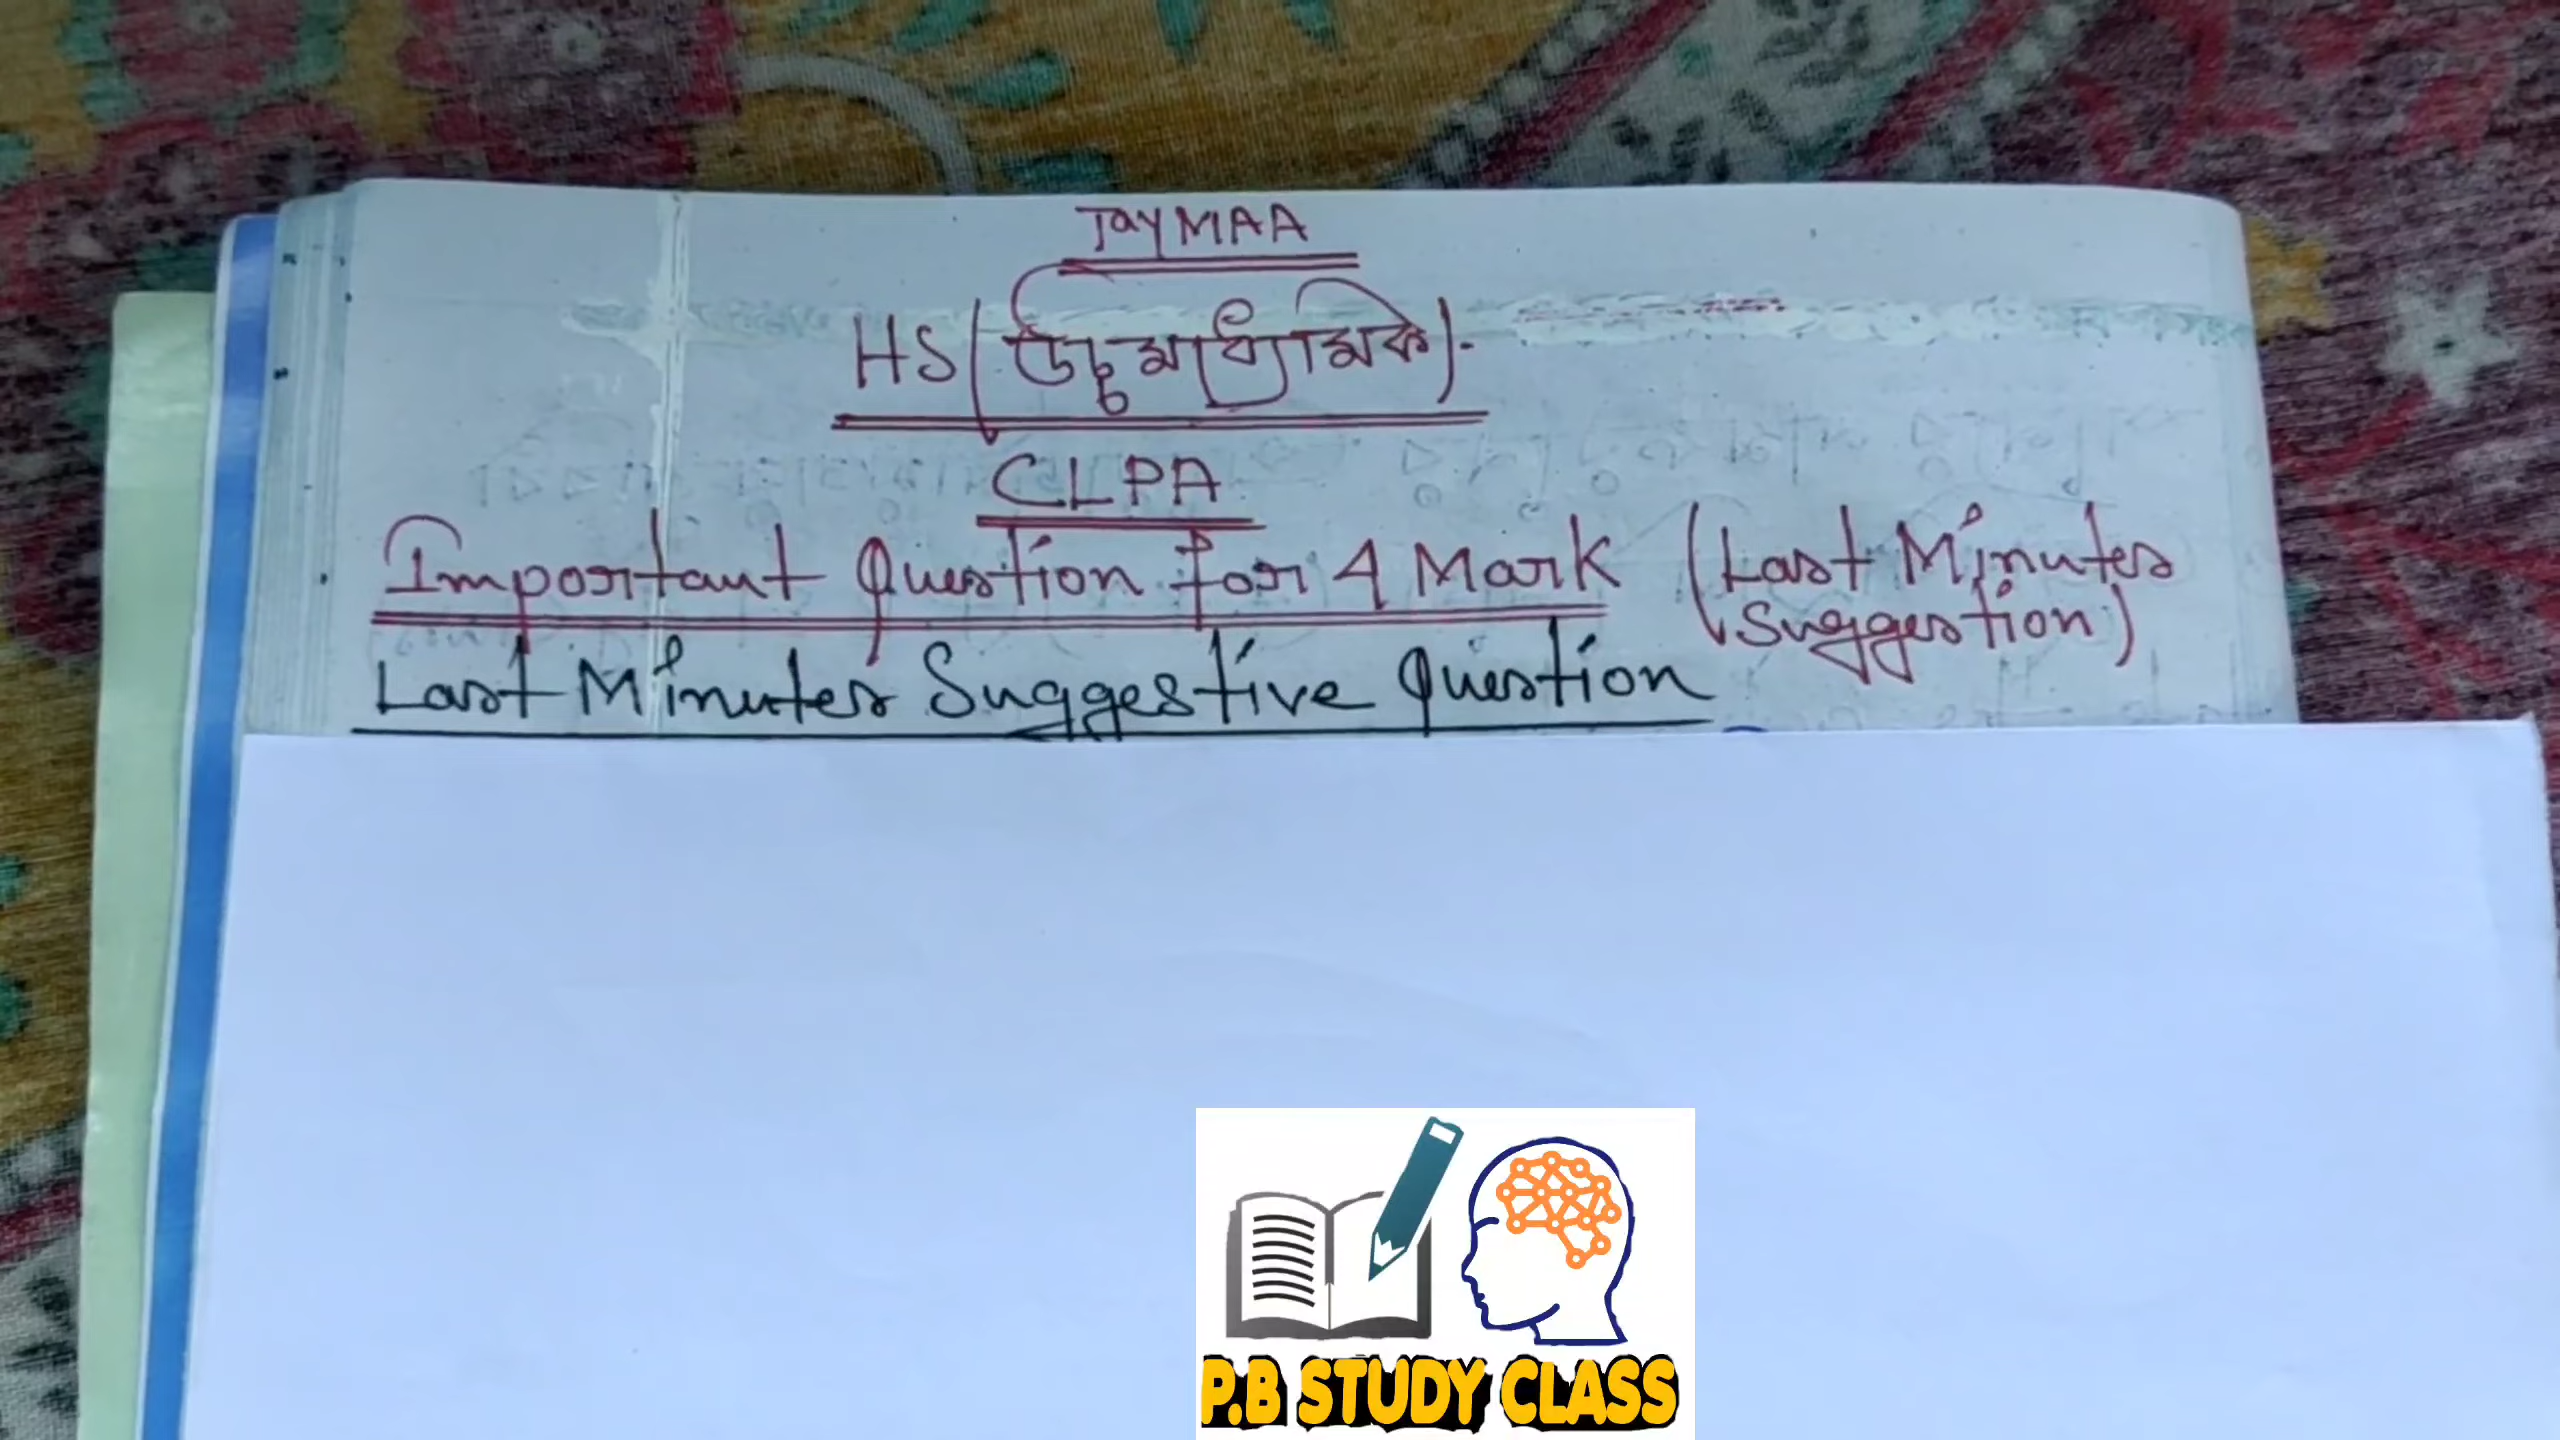 Jay MAA
HS (উচ্চমাধ্যমিক).
CLPA
Important Question for 4 Mark (Last Minutes Suggestion)
Last Minutes Suggestive Question
P.B STUDY CLASS